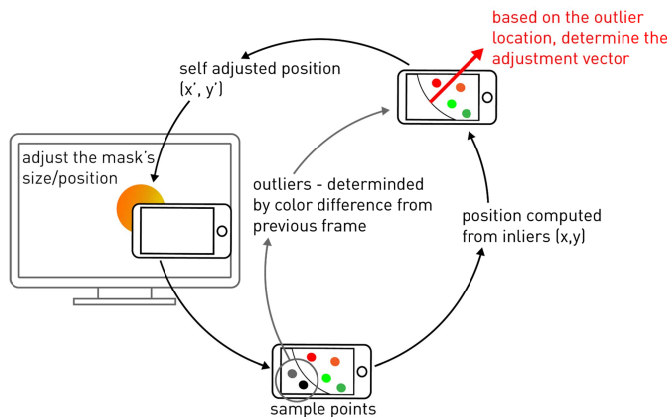 based on the outlier
location, determine the
adjustment vector
self adjusted position
(x′, y′)
adjust the mask's
size/position
outliers - determinded
by color difference from
previous frame
position computed
from inliers (x,y)
sample points